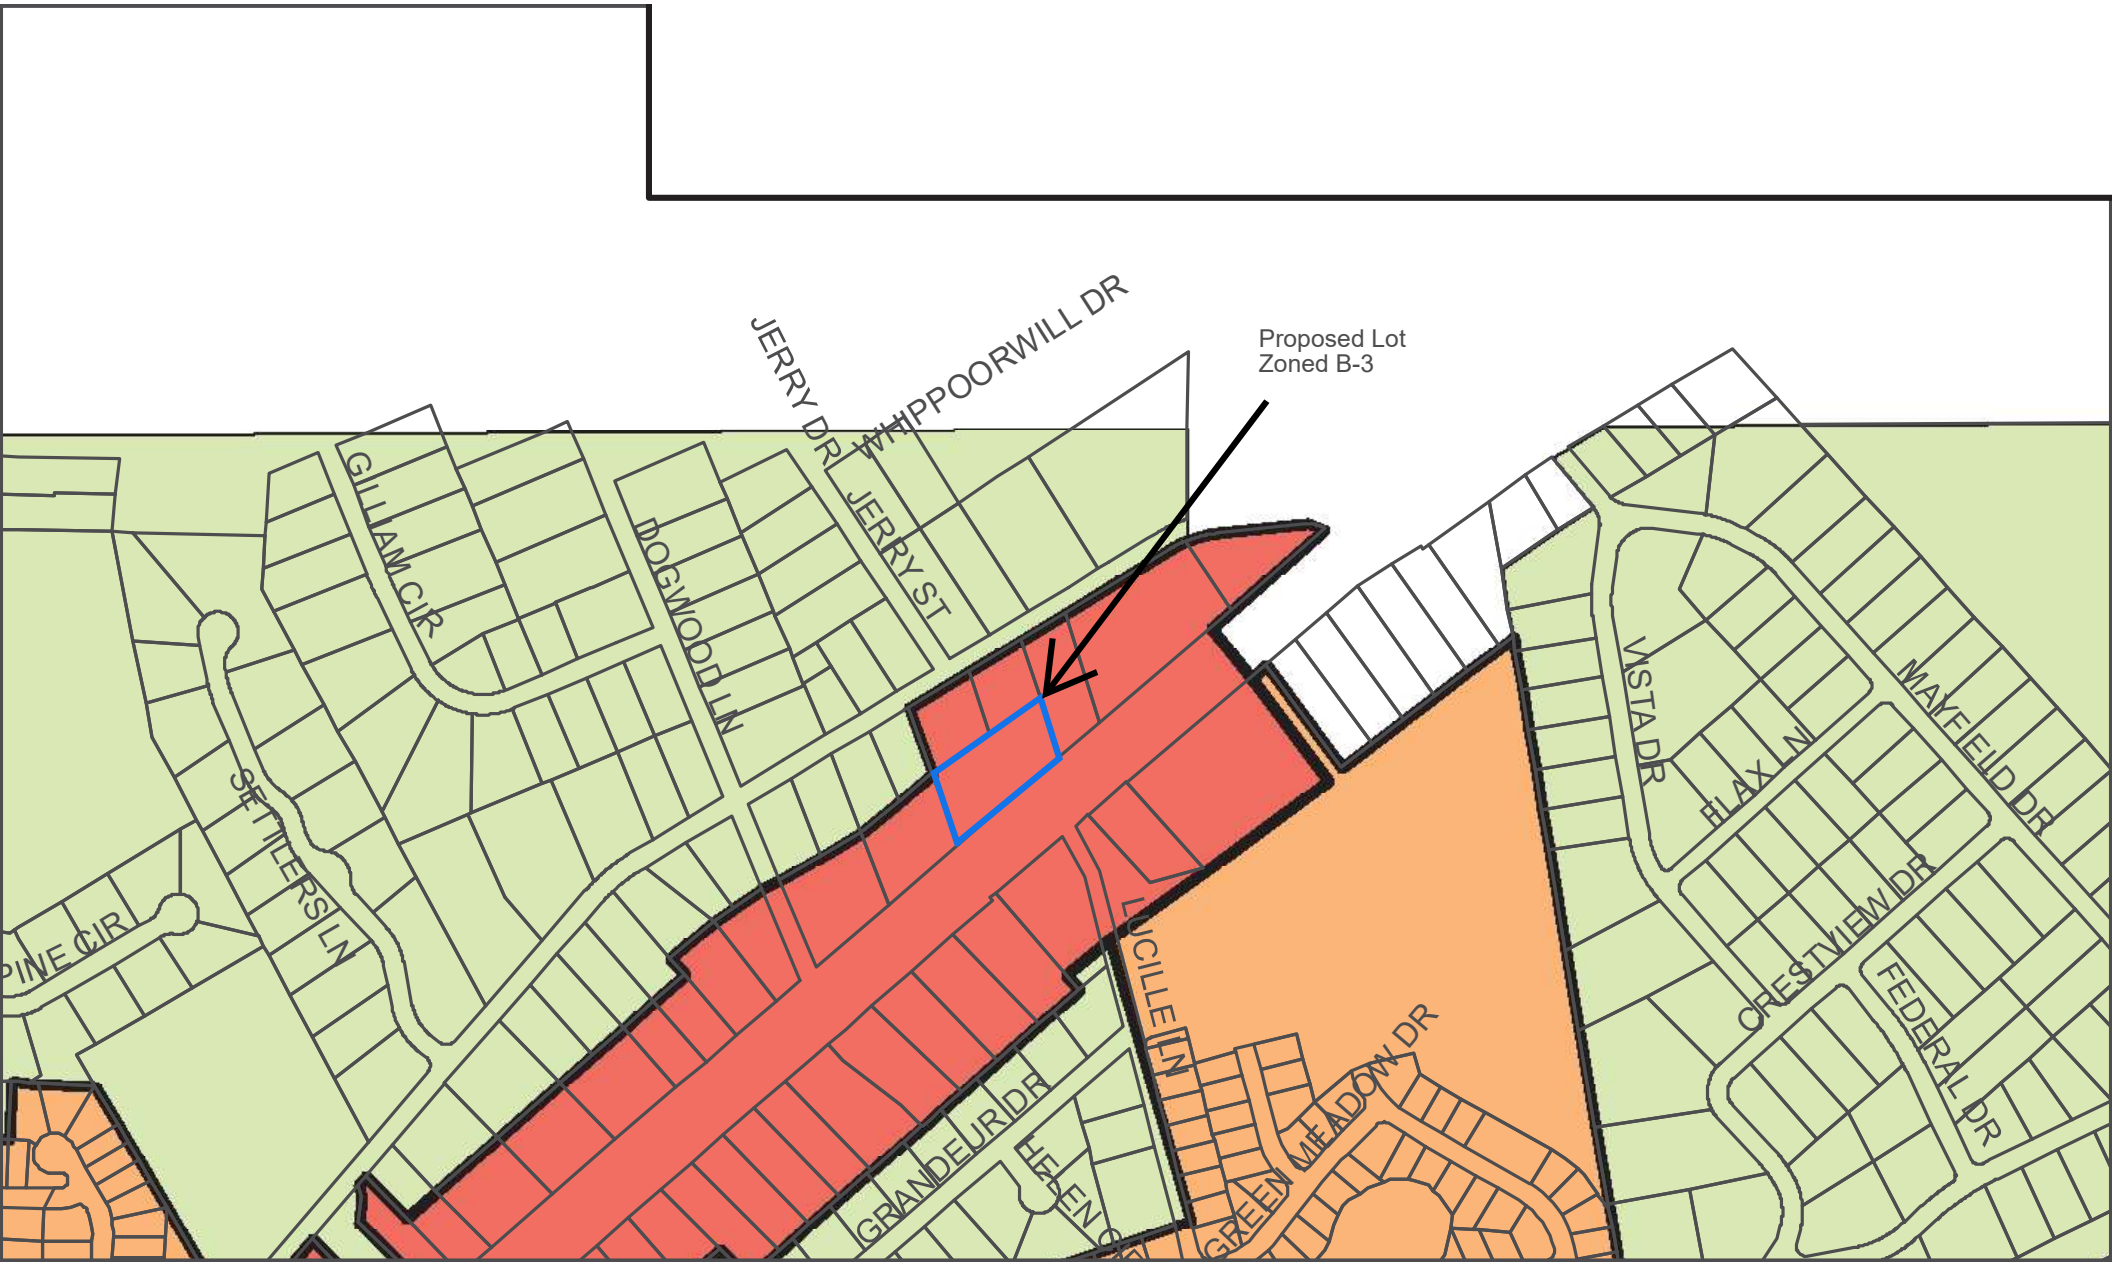 WHIPPOORWILL DR
JERRY DR
Proposed Lot
Zoned B-3
GILLIAM CIR
JERRY ST
DOGWOOD LN
VISTA DR
MAYFIELD DR
FLAX N
SETTLERS LN
CRESTVIEW DR
PINE CIR
LUCILLE LN
FEDERAL DR
GREEN MEADOW DR
GRANDEUR DR
HELEN